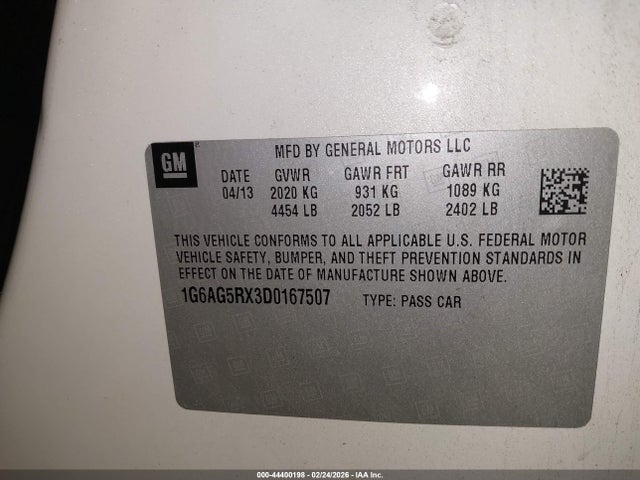 GM
MFD BY GENERAL MOTORS LLC
DATE GVWR GAWR FRT GAWR RR
04/13 2020 KG 931 KG 1089 KG
4454 LB 2052 LB 2402 LB
THIS VEHICLE CONFORMS TO ALL APPLICABLE U.S. FEDERAL MOTOR
VEHICLE SAFETY, BUMPER, AND THEFT PREVENTION STANDARDS IN
EFFECT ON THE DATE OF MANUFACTURE SHOWN ABOVE.
1G6AG5RX3D0167507 TYPE: PASS CAR
000-44400198 - 02/24/2026 - IAA Inc.